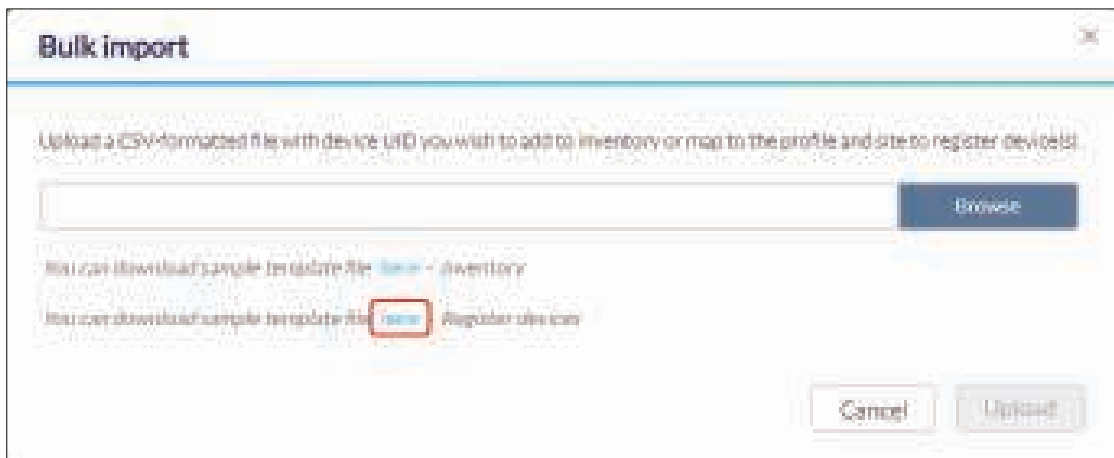 Bulk import
Upload a CSV-formatted file with device UID you wish to add to inventory or map to the profile and site to register device(s)
Browse
You can download sample template file here - Inventory
You can download sample template file here - Register devices
Cancel
Upload